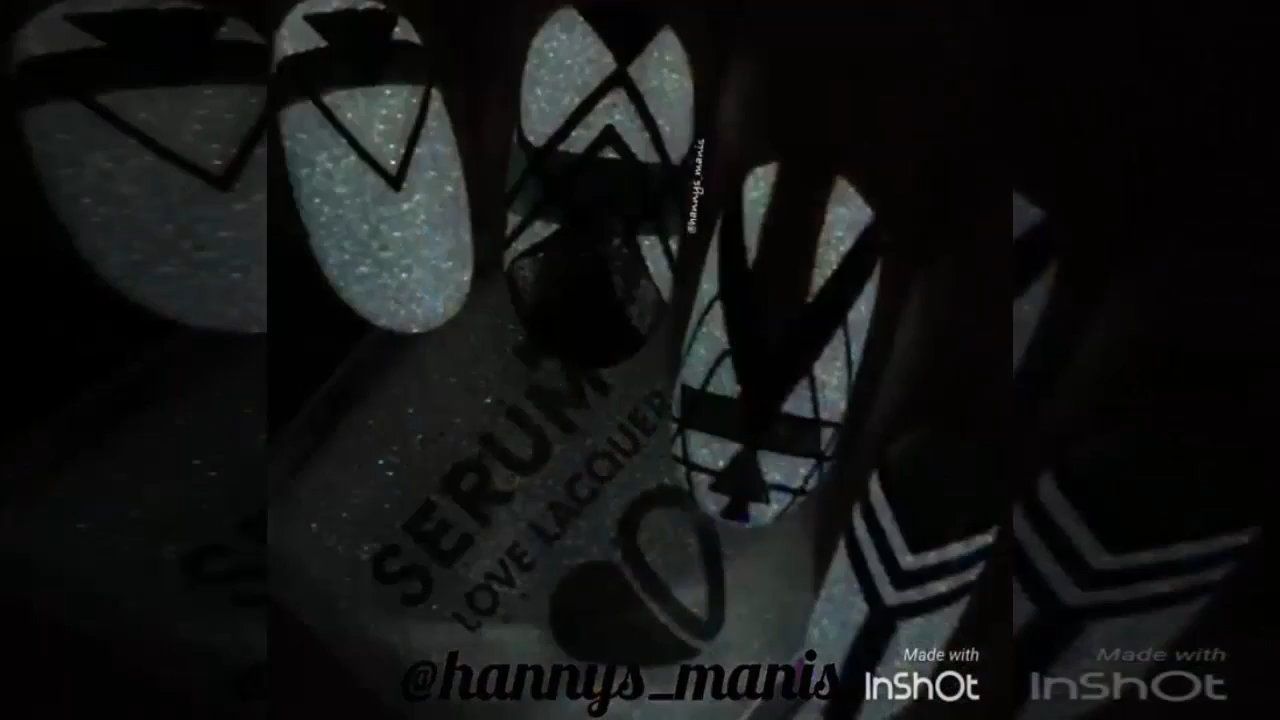 @hannys_manis
SERUM
LOVE LACQUER
@hannys_manis
Made with
InShOt
Made with
InShOt